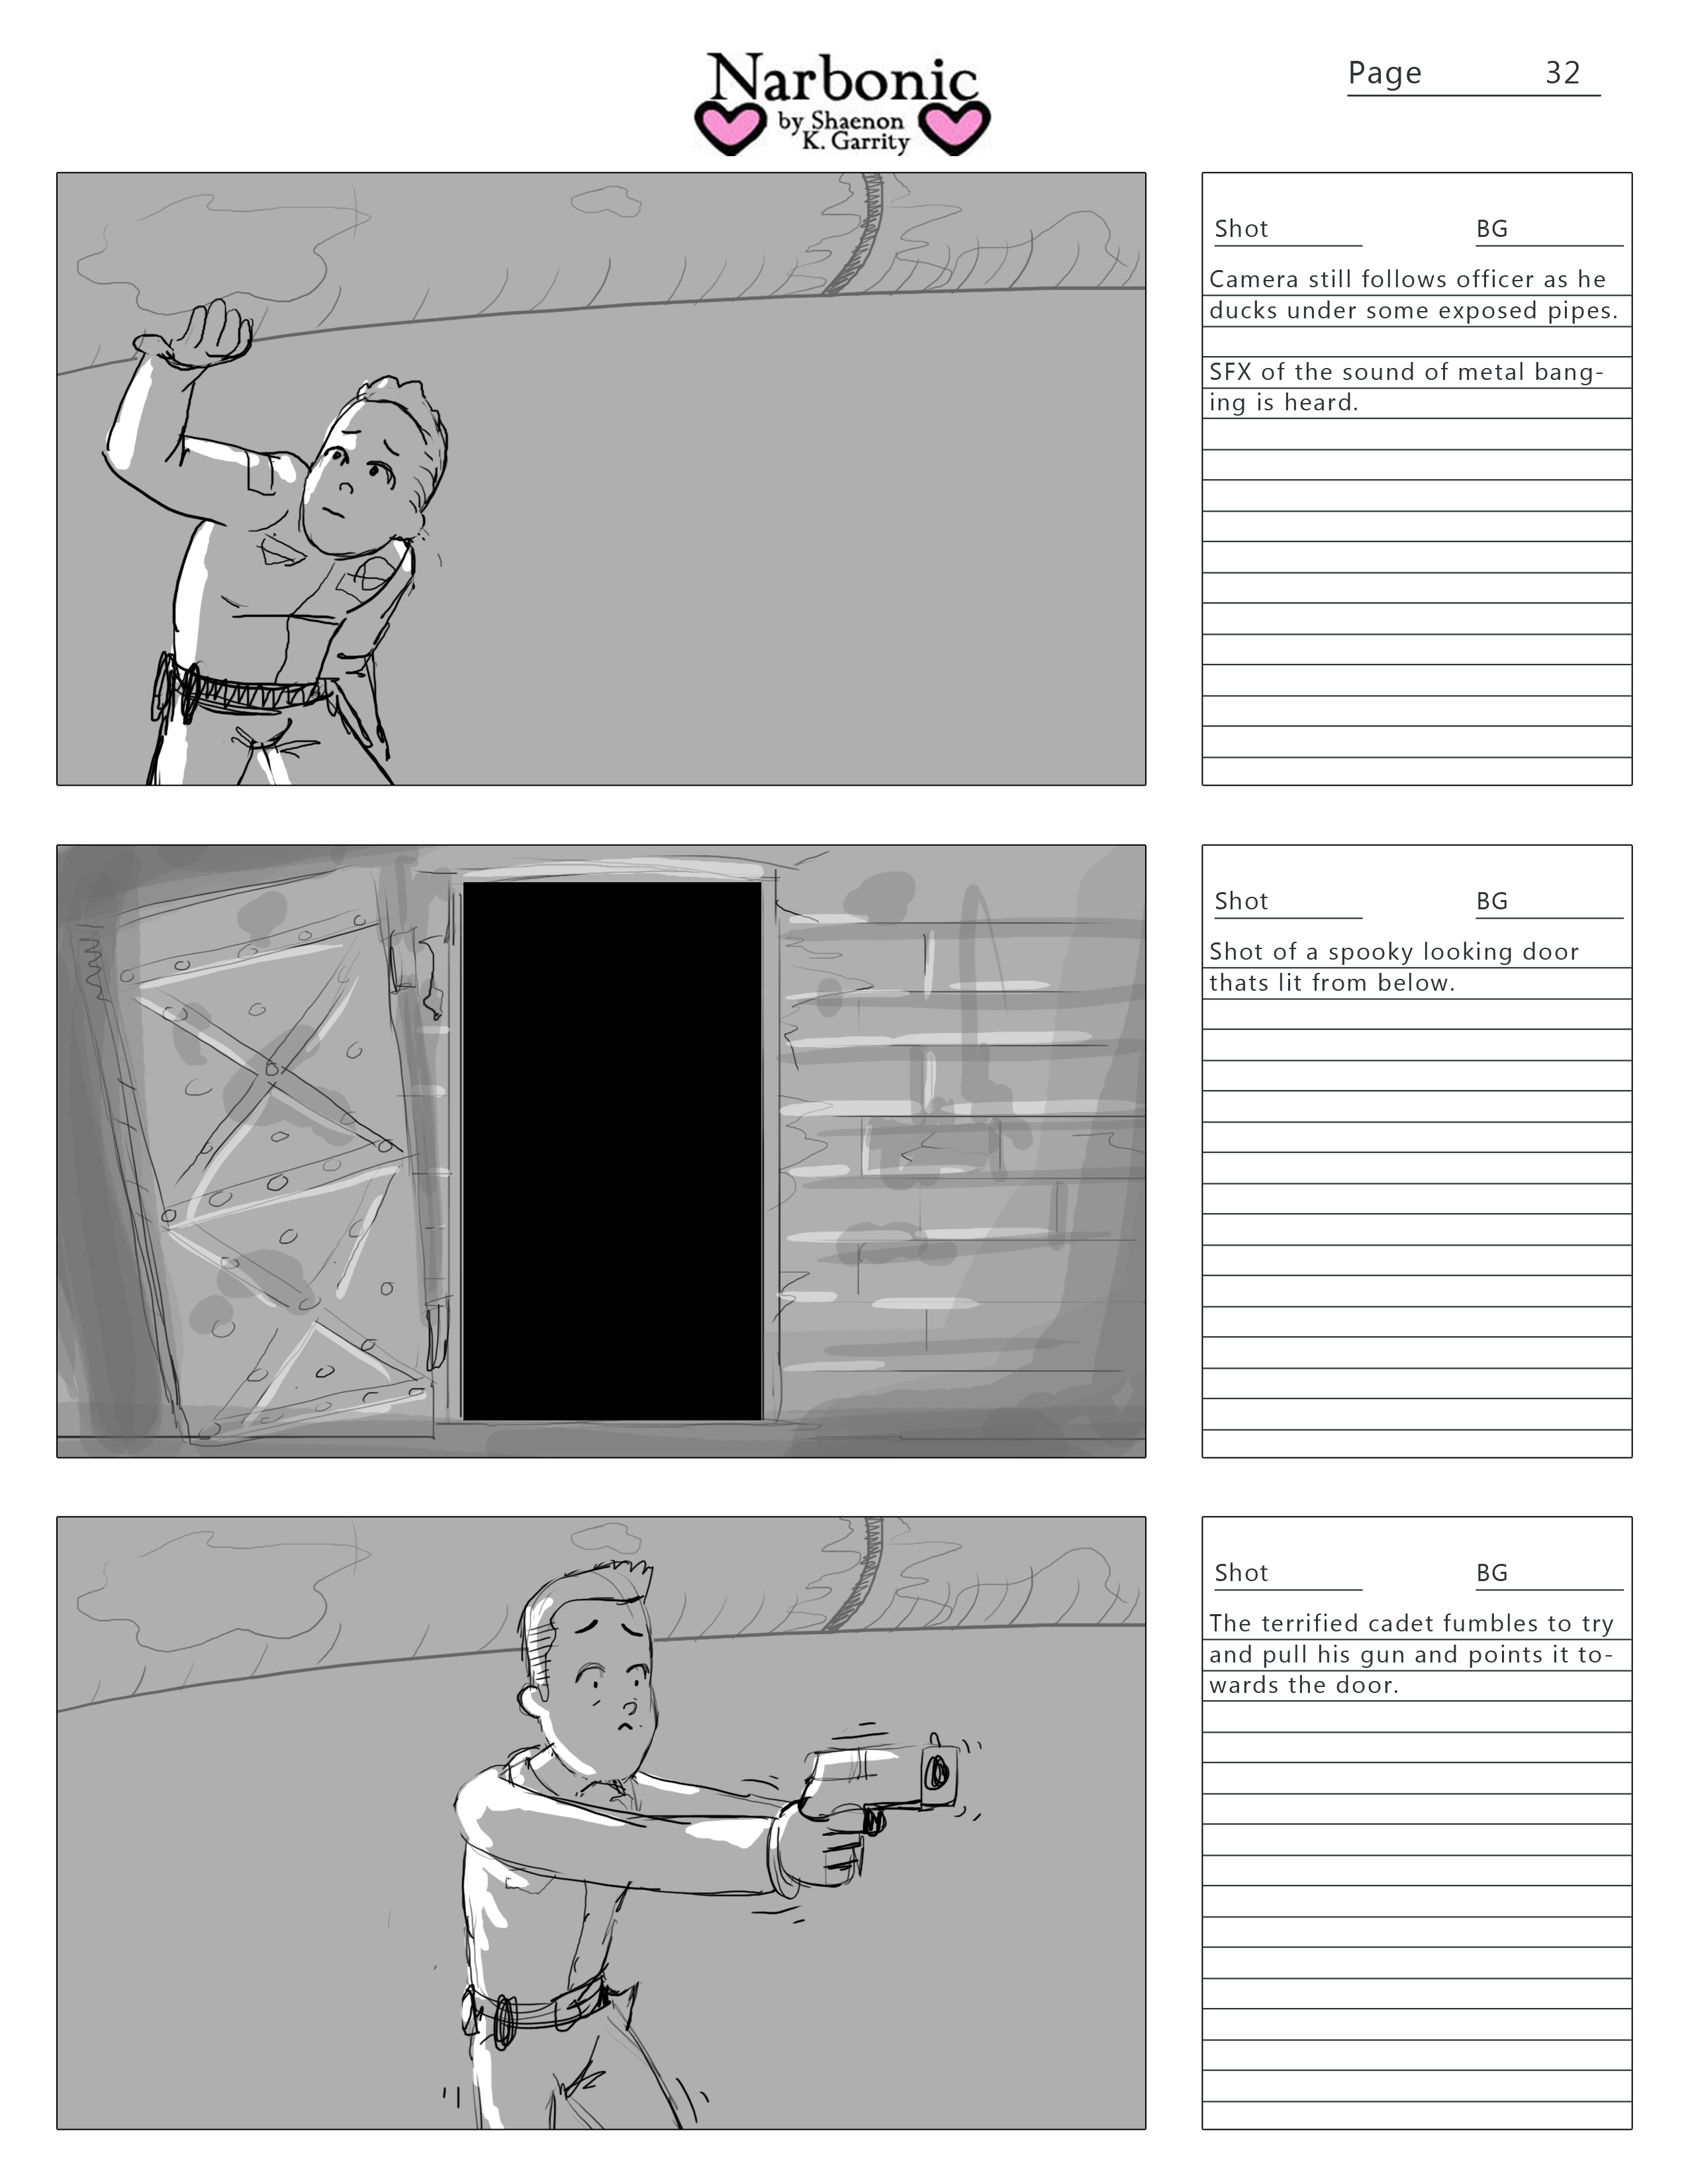 Narbonic
by Shaenon
K. Garrity
Page 32
Shot BG
Camera still follows officer as he
ducks under some exposed pipes.
SFX of the sound of metal bang-
ing is heard.
Shot BG
Shot of a spooky looking door
thats lit from below.
Shot BG
The terrified cadet fumbles to try
and pull his gun and points it to-
wards the door.